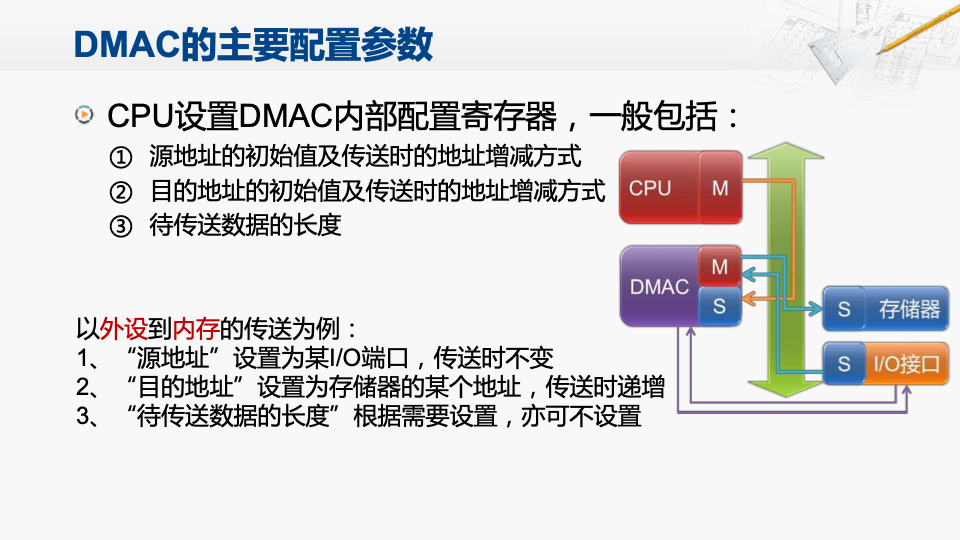 DMAC的主要配置参数
CPU设置DMAC内部配置寄存器，一般包括：
① 源地址的初始值及传送时的地址增减方式
② 目的地址的初始值及传送时的地址增减方式
③ 待传送数据的长度
CPU M
DMAC M
S
S 存储器
S I/O接口
以外设到内存的传送为例：
1、“源地址”设置为某I/O端口，传送时不变
2、“目的地址”设置为存储器的某个地址，传送时递增
3、“待传送数据的长度”根据需要设置，亦可不设置